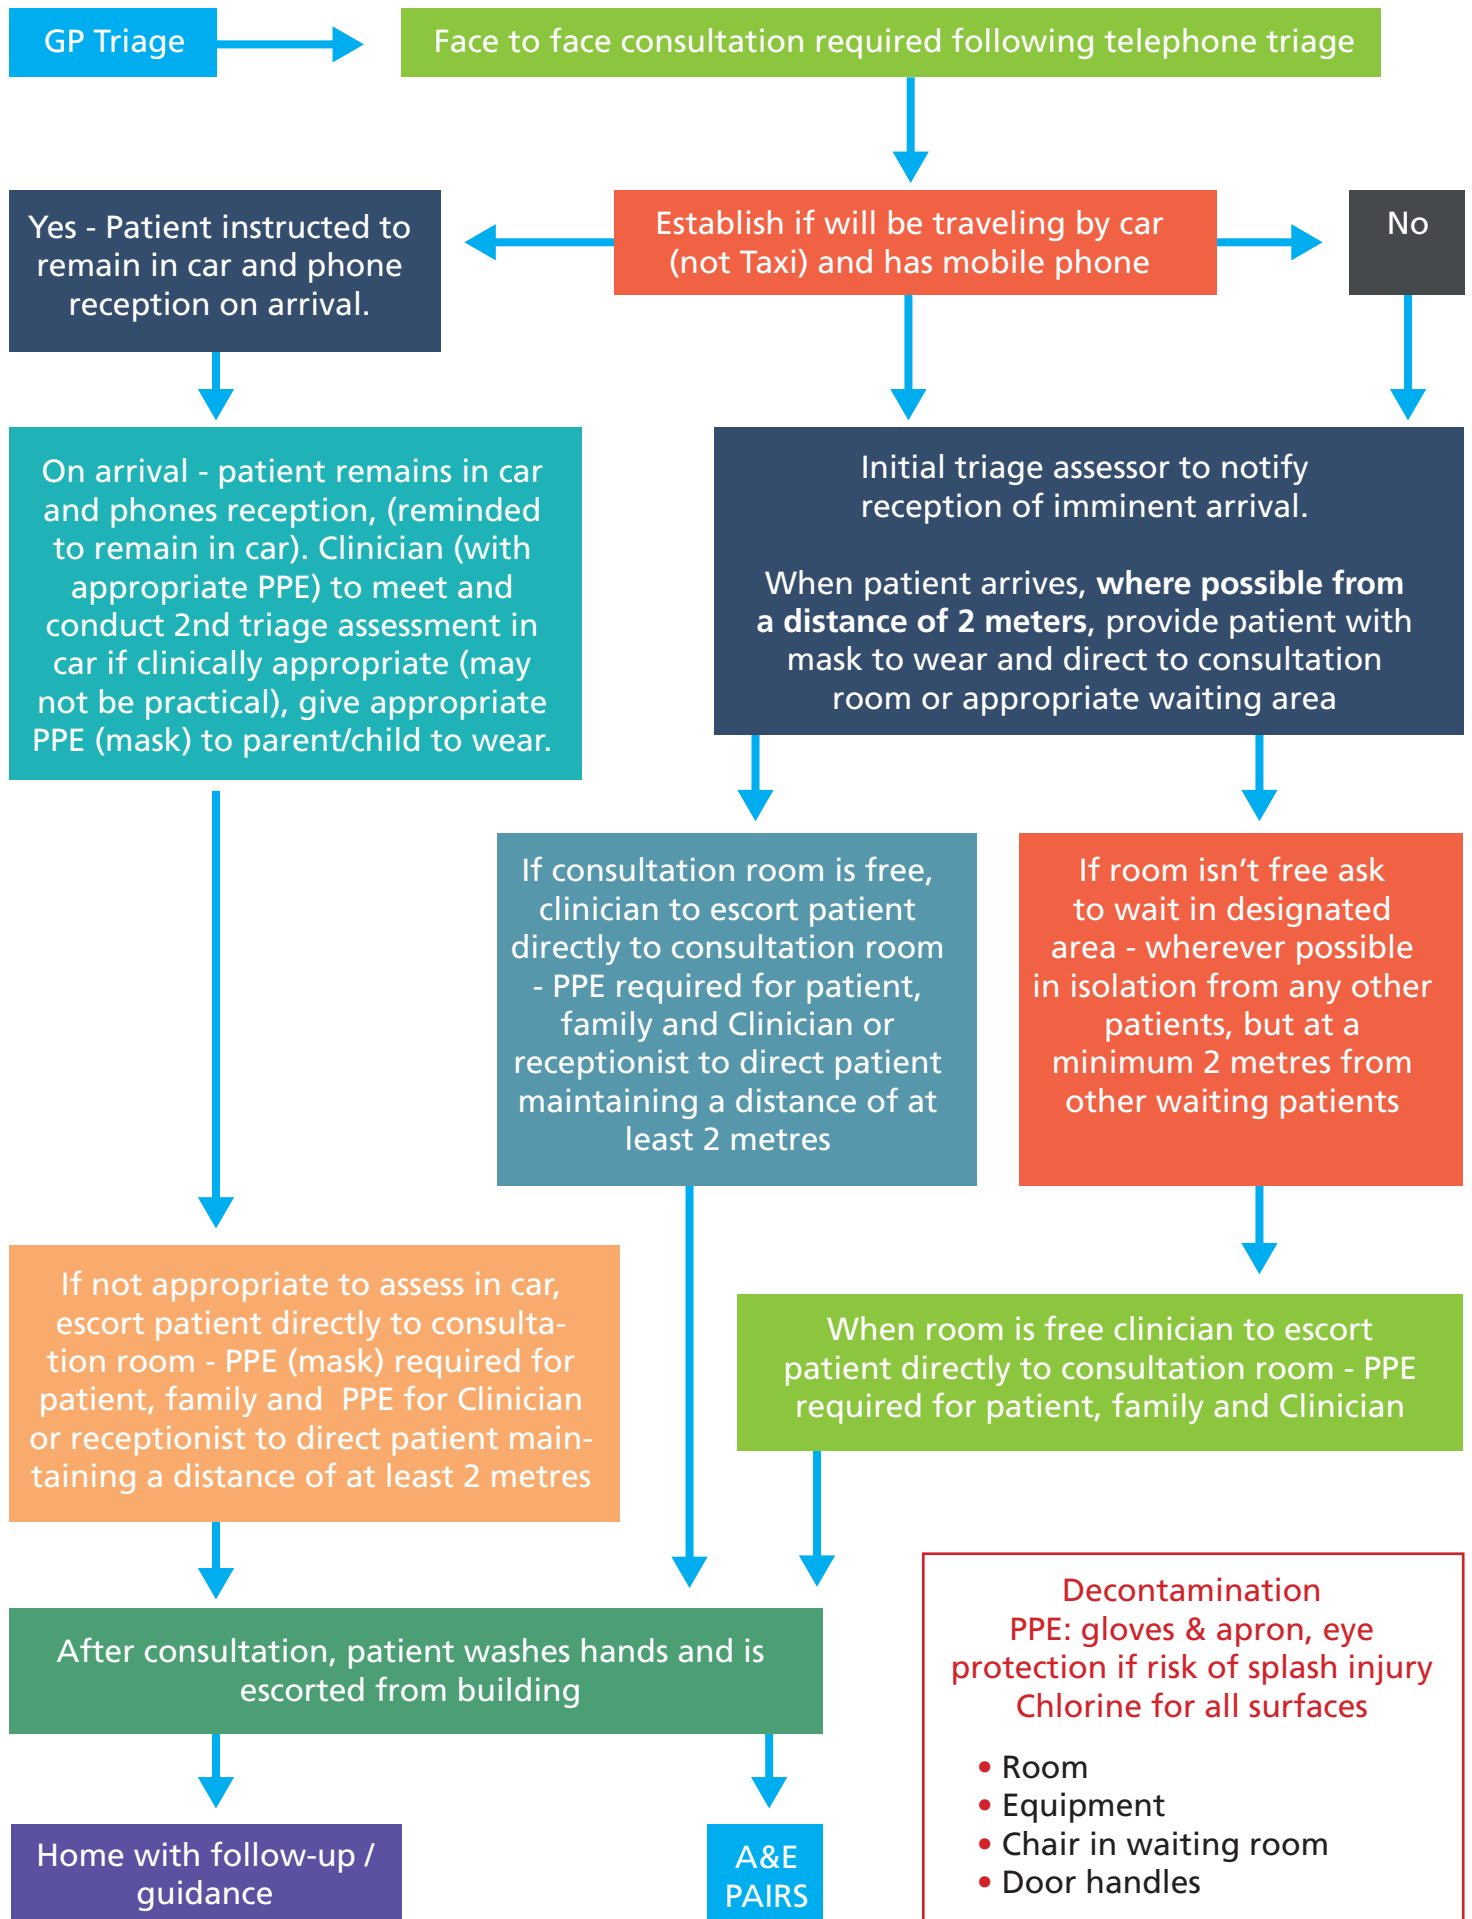 GP Triage
Face to face consultation required following telephone triage
Yes - Patient instructed to
remain in car and phone
reception on arrival.
Establish if will be traveling by car
(not Taxi) and has mobile phone
No
On arrival - patient remains in car
and phones reception, (reminded
to remain in car). Clinician (with
appropriate PPE) to meet and
conduct 2nd triage assessment in
car if clinically appropriate (may
not be practical), give appropriate
PPE (mask) to parent/child to wear.
Initial triage assessor to notify
reception of imminent arrival.
When patient arrives, where possible from
a distance of 2 meters, provide patient with
mask to wear and direct to consultation
room or appropriate waiting area
If consultation room is free,
clinician to escort patient
directly to consultation room
- PPE required for patient,
family and Clinician or
receptionist to direct patient
maintaining a distance of at
least 2 metres
If room isn’t free ask
to wait in designated
area - wherever possible
in isolation from any other
patients, but at a
minimum 2 metres from
other waiting patients
If not appropriate to assess in car,
escort patient directly to consulta-
tion room - PPE (mask) required for
patient, family and PPE for Clinician
or receptionist to direct patient main-
taining a distance of at least 2 metres
When room is free clinician to escort
patient directly to consultation room - PPE
required for patient, family and Clinician
After consultation, patient washes hands and is
escorted from building
Home with follow-up /
guidance
A&E
PAIRS
Decontamination
PPE: gloves & apron, eye
protection if risk of splash injury
Chlorine for all surfaces
• Room
• Equipment
• Chair in waiting room
• Door handles